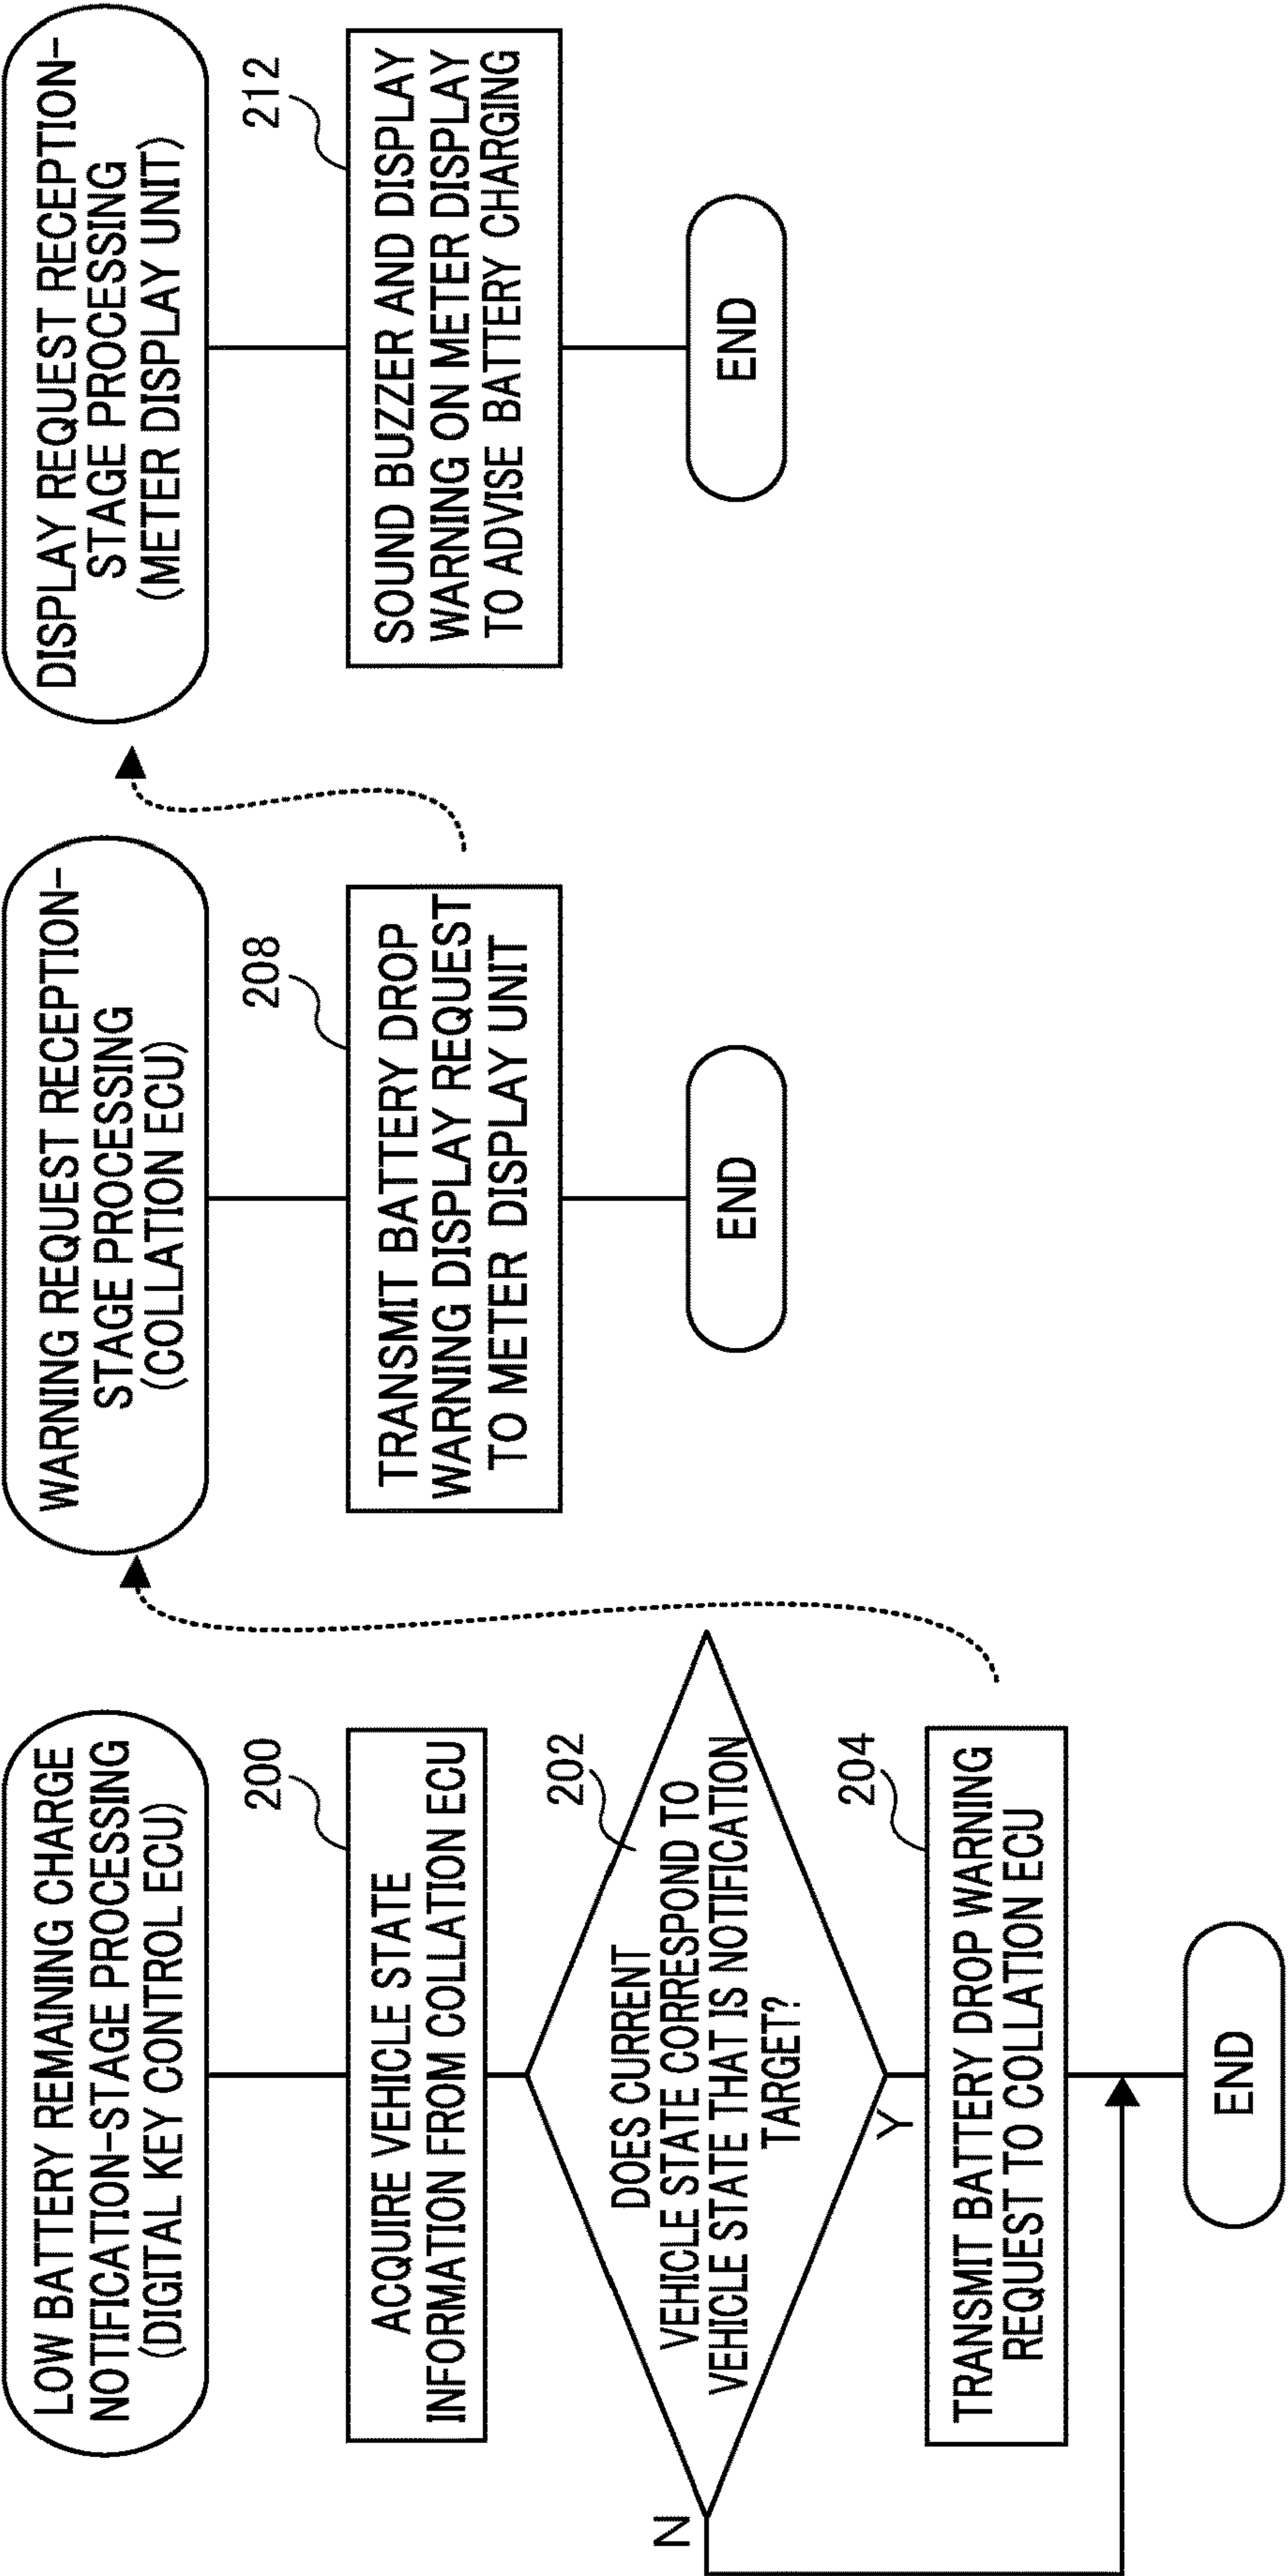 LOW BATTERY REMAINING CHARGE
NOTIFICATION-STAGE PROCESSING
(DIGITAL KEY CONTROL ECU)
200
ACQUIRE VEHICLE STATE
INFORMATION FROM COLLATION ECU
202
DOES CURRENT
VEHICLE STATE CORRESPOND TO
VEHICLE STATE THAT IS NOTIFICATION
TARGET?
N
Y
204
TRANSMIT BATTERY DROP WARNING
REQUEST TO COLLATION ECU
END
WARNING REQUEST RECEPTION-
STAGE PROCESSING
(COLLATION ECU)
208
TRANSMIT BATTERY DROP
WARNING DISPLAY REQUEST
TO METER DISPLAY UNIT
END
DISPLAY REQUEST RECEPTION-
STAGE PROCESSING
(METER DISPLAY UNIT)
212
SOUND BUZZER AND DISPLAY
WARNING ON METER DISPLAY
TO ADVISE BATTERY CHARGING
END